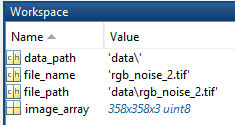 Workspace
Name Value
data_path 'data\'
file_name 'rgb_noise_2.tif'
file_path 'data\rgb_noise_2.tif'
image_array 358x358x3 uint8